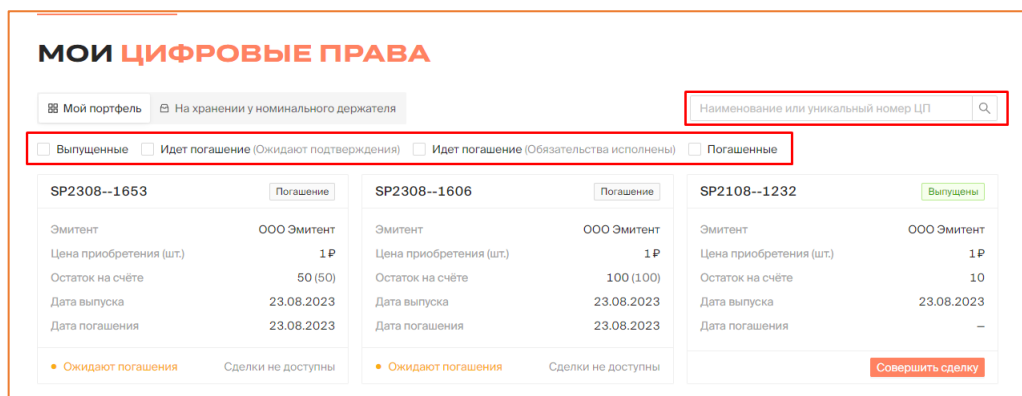 МОИ ЦИФРОВЫЕ ПРАВА
Мой портфель На хранении у номинального держателя Наименование или уникальный номер ЦП
Выпущенные Идет погашение (Ожидают подтверждения) Идет погашение (Обязательства исполнены) Погашенные
SP2308--1653 Погашение
Эмитент ООО Эмитент
Цена приобретения (шт.) 1 ₽
Остаток на счёте 50 (50)
Дата выпуска 23.08.2023
Дата погашения 23.08.2023
Ожидают погашения Сделки не доступны
SP2308--1606 Погашение
Эмитент ООО Эмитент
Цена приобретения (шт.) 1 ₽
Остаток на счёте 100 (100)
Дата выпуска 23.08.2023
Дата погашения 23.08.2023
Ожидают погашения Сделки не доступны
SP2108--1232 Выпущены
Эмитент ООО Эмитент
Цена приобретения (шт.) 1 ₽
Остаток на счёте 10
Дата выпуска 23.08.2023
Дата погашения –
Совершить сделку